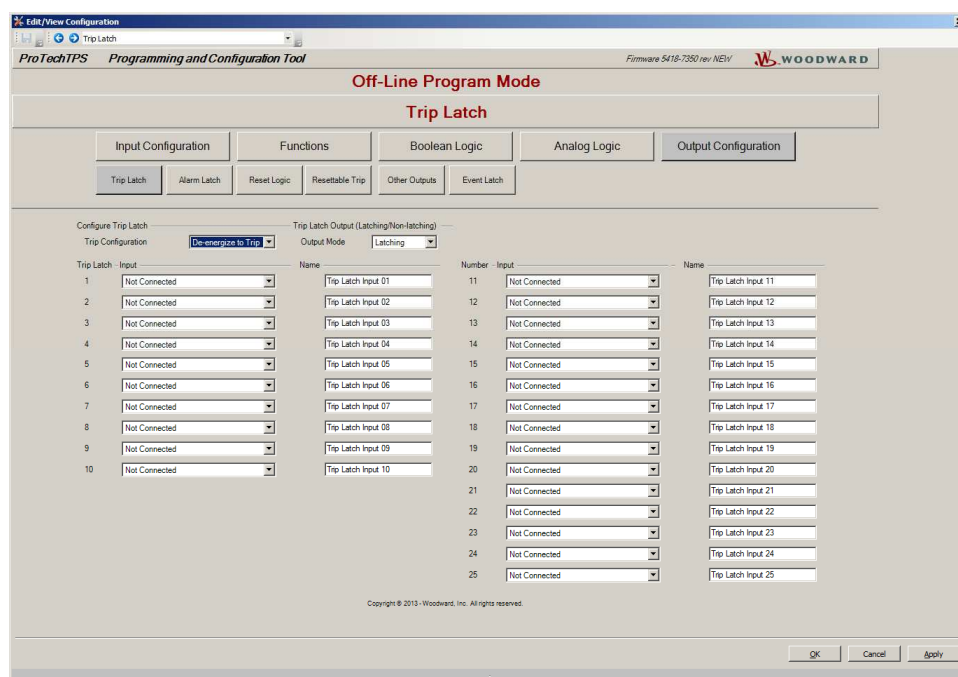 Edit/View Configuration
Trip Latch
ProTechTPS Programming and Configuration Tool Firmware 5418-7350 rev NEW WOODWARD
Off-Line Program Mode
Trip Latch
Input Configuration Functions Boolean Logic Analog Logic Output Configuration
Trip Latch Alarm Latch Reset Logic Resettable Trip Other Outputs Event Latch
Configure Trip Latch Trip Latch Output (Latching/Non-latching)
Trip Configuration De-energize to Trip Output Mode Latching
Trip Latch Input Name Number Input Name
1 Not Connected Trip Latch Input 01 11 Not Connected Trip Latch Input 11
2 Not Connected Trip Latch Input 02 12 Not Connected Trip Latch Input 12
3 Not Connected Trip Latch Input 03 13 Not Connected Trip Latch Input 13
4 Not Connected Trip Latch Input 04 14 Not Connected Trip Latch Input 14
5 Not Connected Trip Latch Input 05 15 Not Connected Trip Latch Input 15
6 Not Connected Trip Latch Input 06 16 Not Connected Trip Latch Input 16
7 Not Connected Trip Latch Input 07 17 Not Connected Trip Latch Input 17
8 Not Connected Trip Latch Input 08 18 Not Connected Trip Latch Input 18
9 Not Connected Trip Latch Input 09 19 Not Connected Trip Latch Input 19
10 Not Connected Trip Latch Input 10 20 Not Connected Trip Latch Input 20
21 Not Connected Trip Latch Input 21
22 Not Connected Trip Latch Input 22
23 Not Connected Trip Latch Input 23
24 Not Connected Trip Latch Input 24
25 Not Connected Trip Latch Input 25
Copyright © 2013 - Woodward, Inc. All rights reserved.
OK Cancel Apply